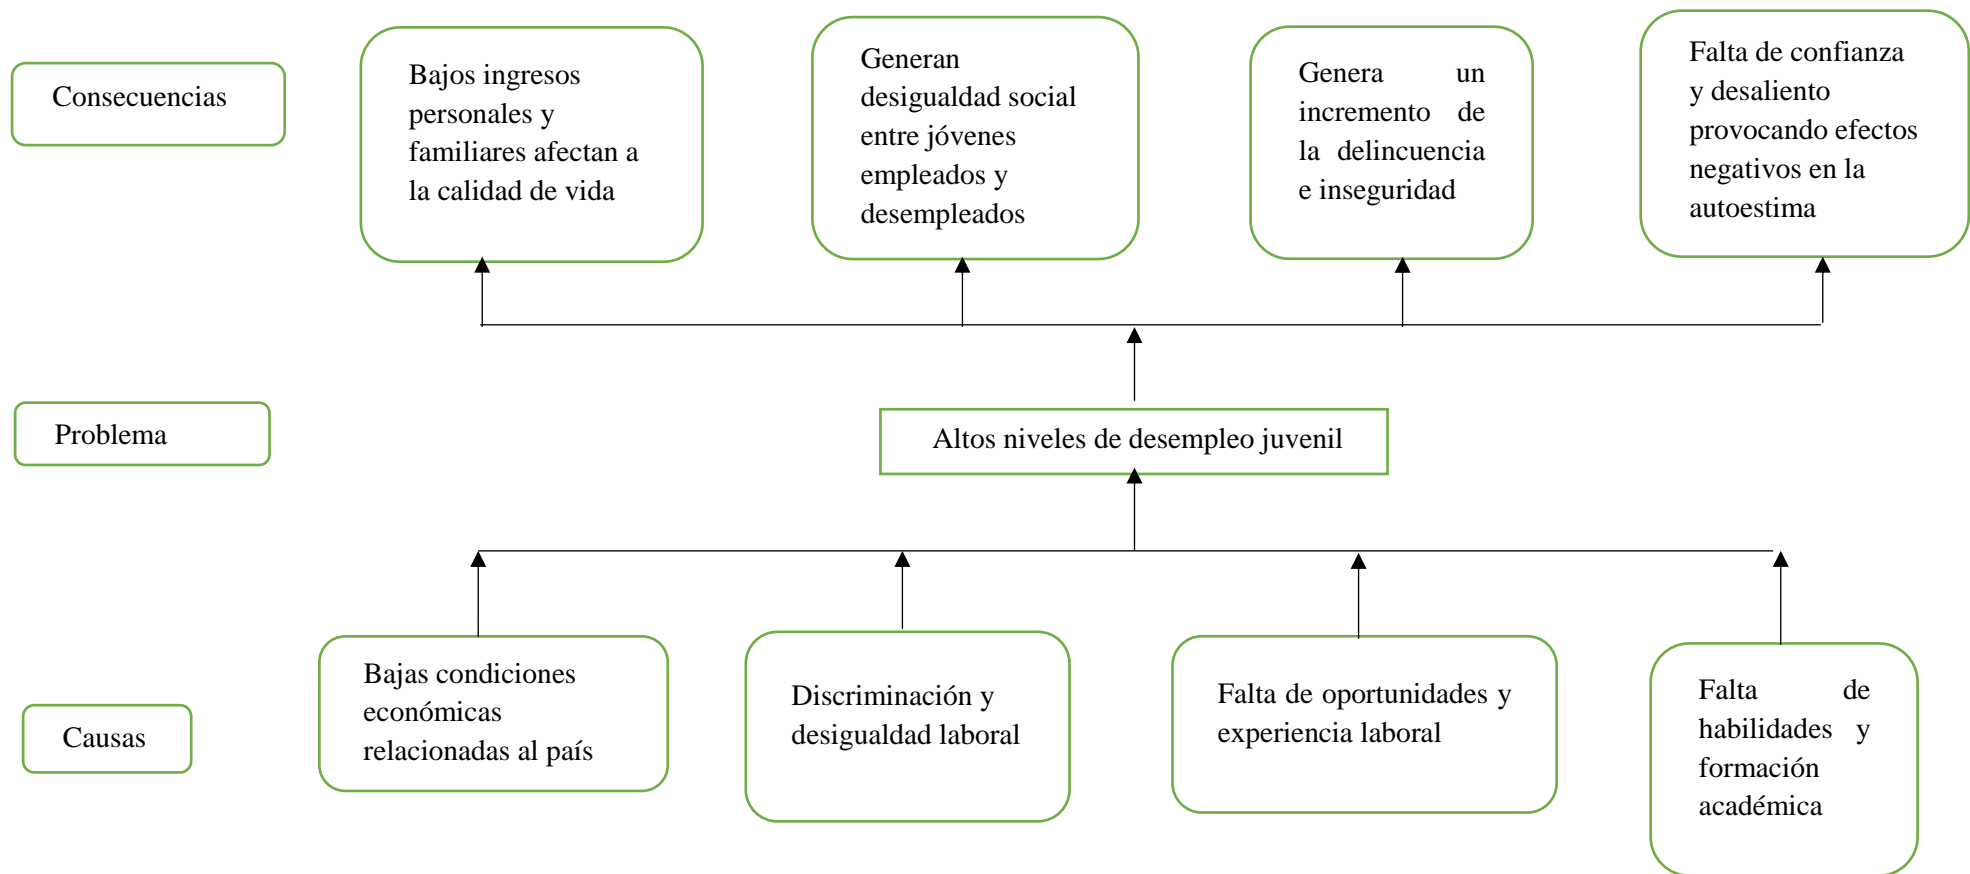 Consecuencias
Bajos ingresos
personales y
familiares afectan a
la calidad de vida
Generan
desigualdad social
entre jóvenes
empleados y
desempleados
Genera un
incremento de
la delincuencia
e inseguridad
Falta de confianza
y desaliento
provocando efectos
negativos en la
autoestima
Problema
Altos niveles de desempleo juvenil
Causas
Bajas condiciones
económicas
relacionadas al país
Discriminación y
desigualdad laboral
Falta de oportunidades y
experiencia laboral
Falta de
habilidades y
formación
académica